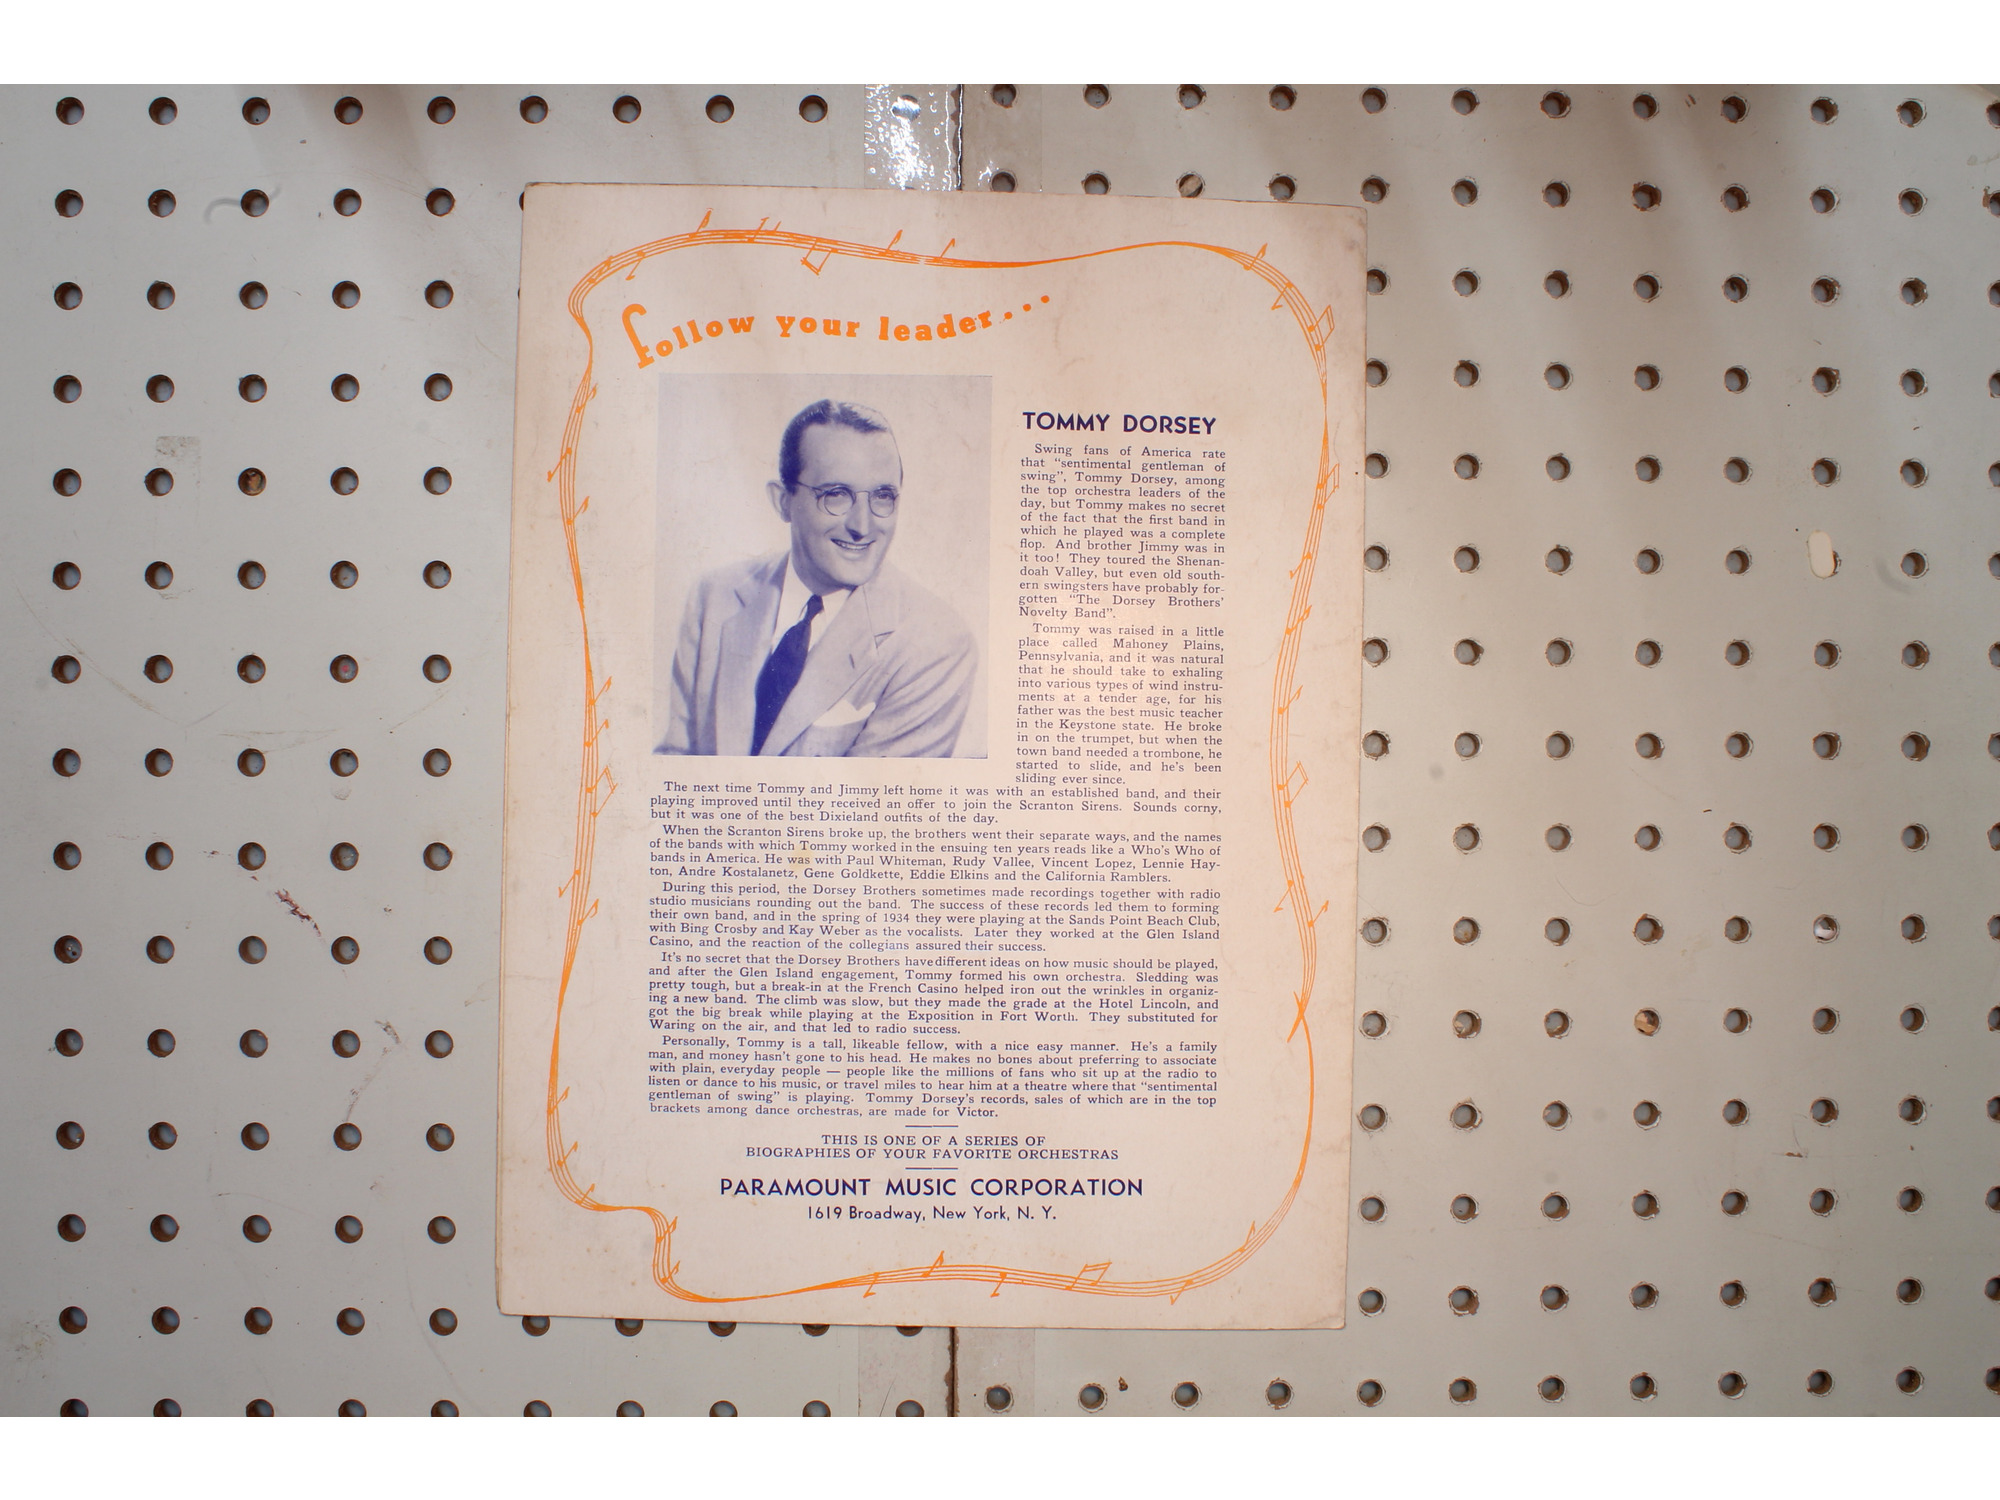 follow your leader...
TOMMY DORSEY
Swing fans of America rate
that "sentimental gentleman of
swing", Tommy Dorsey, among
the top orchestra leaders of the
day, but Tommy makes no secret
of the fact that the first band in
which he played was a complete
flop. And brother Jimmy was in
it too! They toured the Shenan-
doah Valley, but even old south-
ern swingsters have probably for-
gotten "The Dorsey Brothers'
Novelty Band".
Tommy was raised in a little
place called Mahoney Plains,
Pennsylvania, and it was natural
that he should take to exhaling
into various types of wind instru-
ments at a tender age, for his
father was the best music teacher
in the Keystone state. He broke
in on the trumpet, but when the
town band needed a trombone, he
started to slide, and he's been
sliding ever since.
The next time Tommy and Jimmy left home it was with an established band, and their
playing improved until they received an offer to join the Scranton Sirens. Sounds corny,
but it was one of the best Dixieland outfits of the day.
When the Scranton Sirens broke up, the brothers went their separate ways, and the names
of the bands with which Tommy worked in the ensuing ten years reads like a Who's Who of
bands in America. He was with Paul Whiteman, Rudy Vallee, Vincent Lopez, Lennie Hay-
ton, Andre Kostalanetz, Gene Goldkette, Eddie Elkins and the California Ramblers.
During this period, the Dorsey Brothers sometimes made recordings together with radio
studio musicians rounding out the band. The success of these records led them to forming
their own band, and in the spring of 1934 they were playing at the Sands Point Beach Club,
with Bing Crosby and Kay Weber as the vocalists. Later they worked at the Glen Island
Casino, and the reaction of the collegians assured their success.
It's no secret that the Dorsey Brothers have different ideas on how music should be played,
and after the Glen Island engagement, Tommy formed his own orchestra. Sledding was
pretty tough, but a break-in at the French Casino helped iron out the wrinkles in organiz-
ing a new band. The climb was slow, but they made the grade at the Hotel Lincoln, and
got the big break while playing at the Exposition in Fort Worth. They substituted for
Waring on the air, and that led to radio success.
Personally, Tommy is a tall, likeable fellow, with a nice easy manner. He's a family
man, and money hasn't gone to his head. He makes no bones about preferring to associate
with plain, everyday people — people like the millions of fans who sit up at the radio to
listen or dance to his music, or travel miles to hear him at a theatre where that "sentimental
gentleman of swing" is playing. Tommy Dorsey's records, sales of which are in the top
brackets among dance orchestras, are made for Victor.
THIS IS ONE OF A SERIES OF
BIOGRAPHIES OF YOUR FAVORITE ORCHESTRAS
PARAMOUNT MUSIC CORPORATION
1619 Broadway, New York, N. Y.